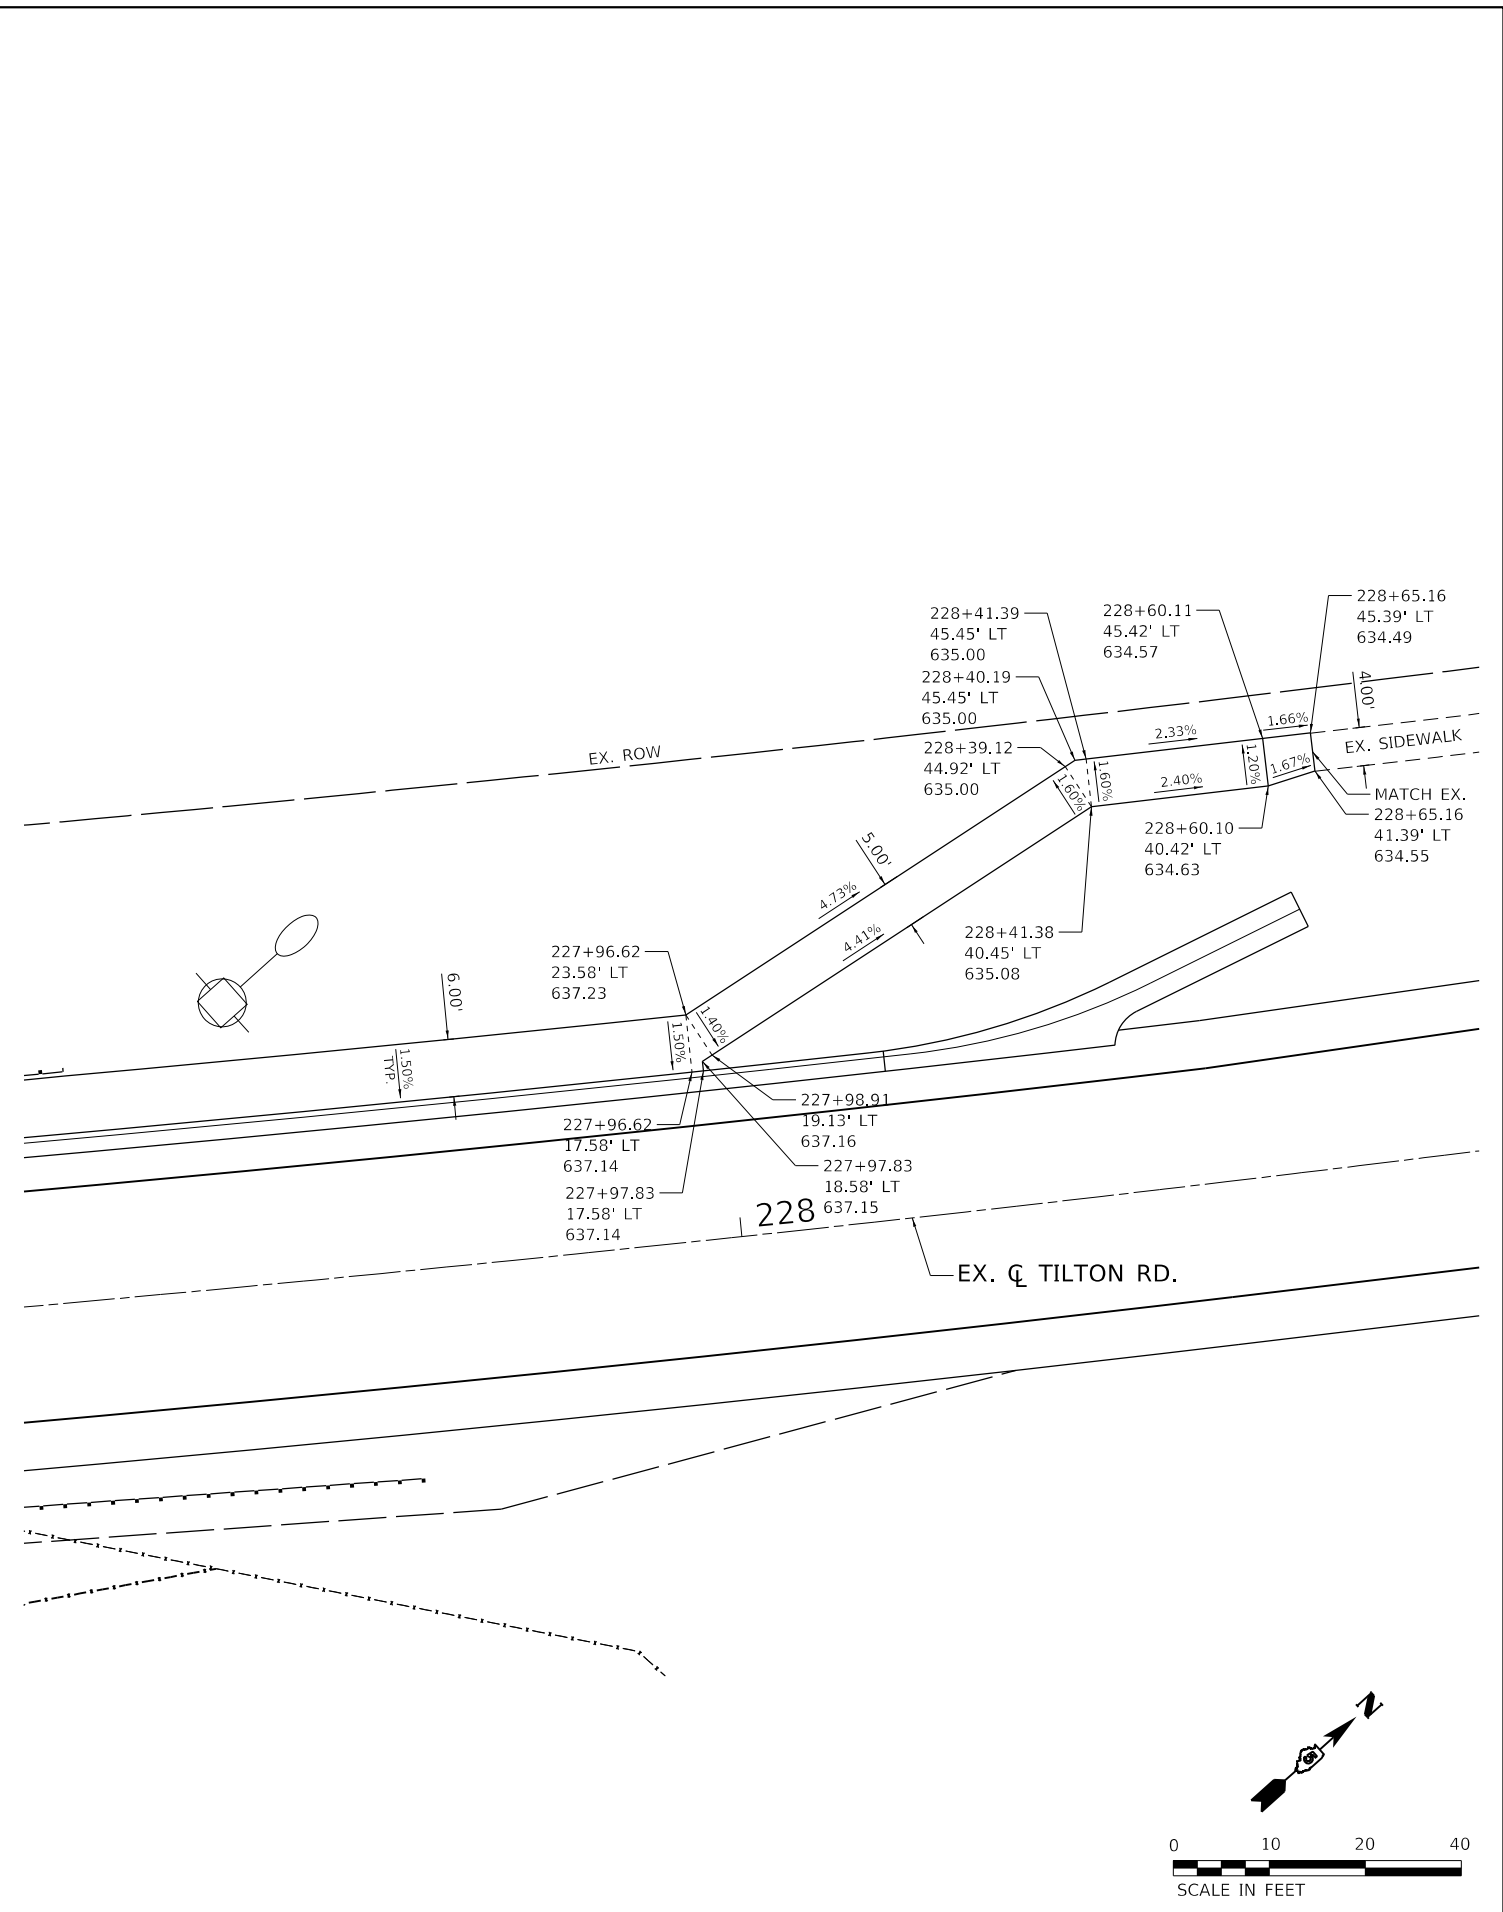 228+65.16
45.39' LT
634.49
228+41.39
45.45' LT
635.00
228+60.11
45.42' LT
634.57
228+40.19
45.45' LT
635.00
4.00'
1.66%
2.33%
EX. ROW
228+39.12
44.92' LT
635.00
EX. SIDEWALK
1.20%
1.67%
1.60%
1.60%
2.40%
MATCH EX.
228+65.16
41.39' LT
634.55
228+60.10
40.42' LT
634.63
5.00'
4.73%
4.41%
228+41.38
40.45' LT
635.08
227+96.62
23.58' LT
637.23
6.00'
1.40%
1.50%
1.50%
TYP.
227+98.91
19.13' LT
637.16
227+96.62
17.58' LT
637.14
227+97.83
18.58' LT
637.15
227+97.83
17.58' LT
637.14
228
EX. ℄ TILTON RD.
N
5
0 10 20 40
SCALE IN FEET